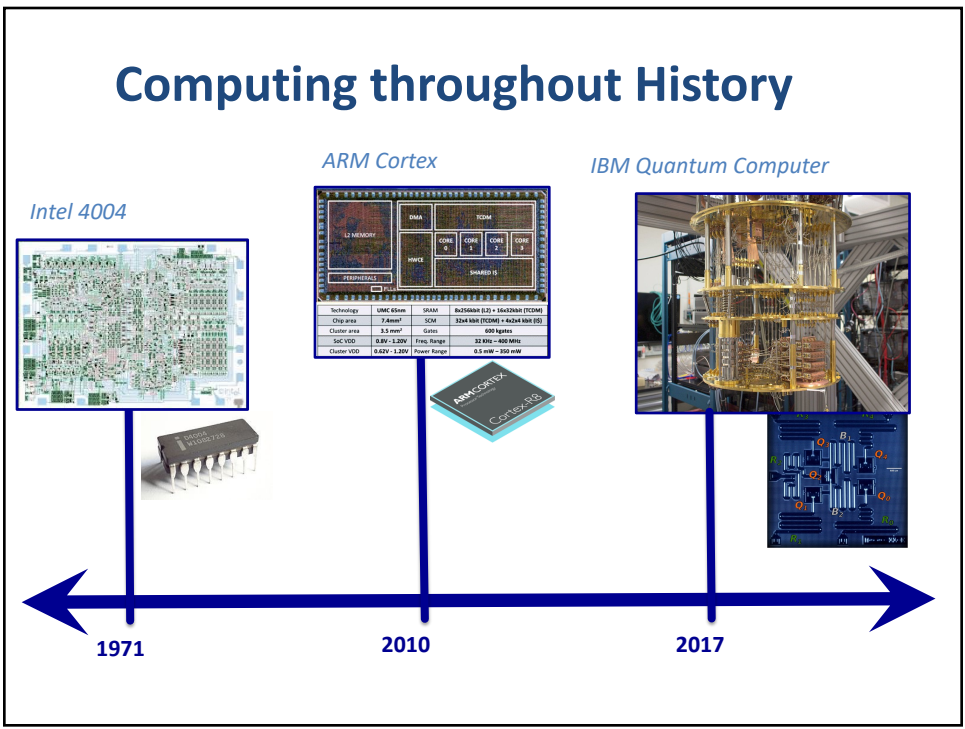 Computing throughout History
Intel 4004
ARM Cortex
IBM Quantum Computer
L2 MEMORY
DMA
TCDM
CORE 0
CORE 1
CORE 2
CORE 3
HWCE
SHARED I$
PERIPHERALS
PLLs
Technology UMC 65nm SRAM 8x256kbit (L2) + 16x32kbit (TCDM)
Chip area 7.4mm² SCM 32x4 kbit (TCDM) + 4x2x4 kbit (I$)
Cluster area 3.5 mm² Gates 600 kgates
SoC VDD 0.8V - 1.20V Freq. Range 32 KHz – 400 MHz
Cluster VDD 0.62V - 1.20V Power Range 0.5 mW – 350 mW
D4004
ARMCORTEX
Cortex-R8
B1
Q3
Q4
Q2
Q1
Q0
B2
1971
2010
2017